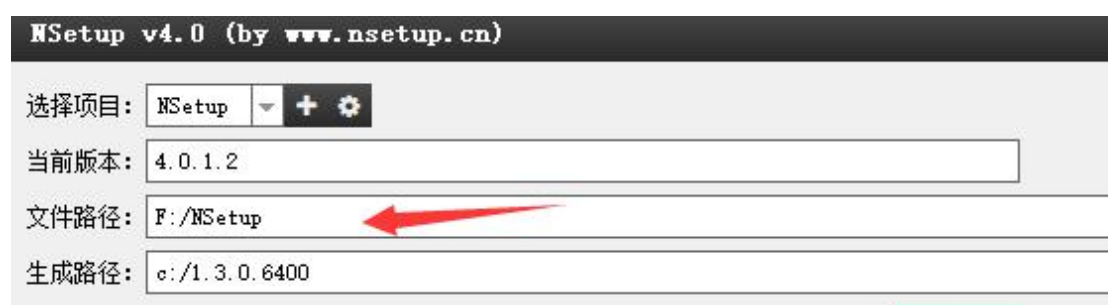 NSetup v4.0 (by www.nsetup.cn)
选择项目: NSetup
当前版本: 4.0.1.2
文件路径: F:/NSetup
生成路径: c:/1.3.0.6400